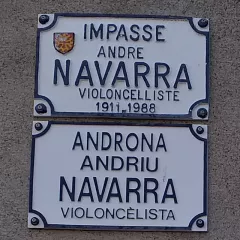 IMPASSE
ANDRE
NAVARRA
VIOLONCELLISTE
1911-1988
ANDRONA
ANDRIU
NAVARRA
VIOLONCÈLISTA